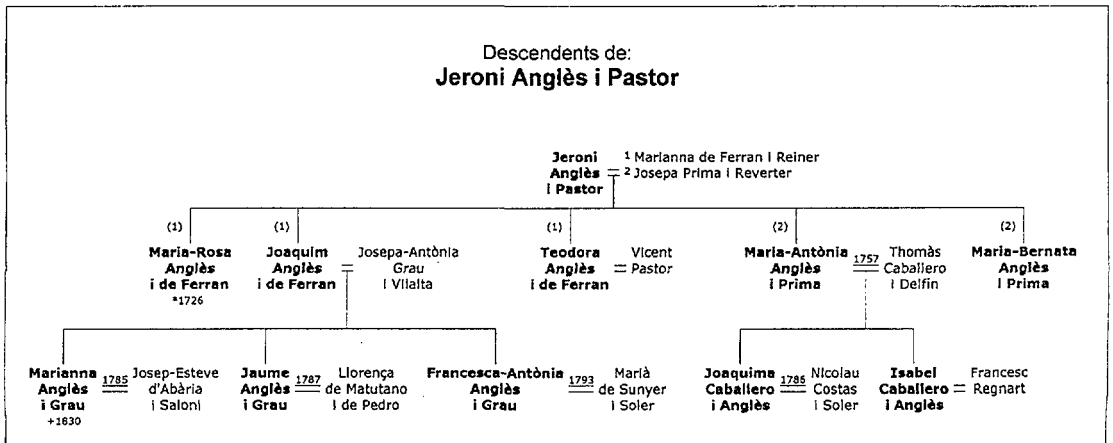 Descendents de:
Jeroni Anglès i Pastor
Jeroni
Anglès
i Pastor
=
1 Marianna de Ferran i Reiner
2 Josepa Prima i Reverter
(1)
Maria-Rosa
Anglès
i de Ferran
*1726
(1)
Joaquim
Anglès
i de Ferran
=
Josepa-Antònia
Grau
i Vilalta
(1)
Teodora
Anglès
i de Ferran
=
Vicent
Pastor
(2)
Maria-Antònia
Anglès
i Prima
1757
Thomàs
Caballero
i Delfin
(2)
Maria-Bernata
Anglès
i Prima
Marianna
Anglès
i Grau
+1830
1785
Josep-Esteve
d'Abària
i Saloni
Jaume
Anglès
i Grau
1787
Llorença
de Matutano
i de Pedro
Francesca-Antònia
Anglès
i Grau
1793
Marià
de Sunyer
i Soler
Joaquima
Caballero
i Anglès
1786
Nicolau
Costas
i Soler
Isabel
Caballero
i Anglès
=
Francesc
Regnart